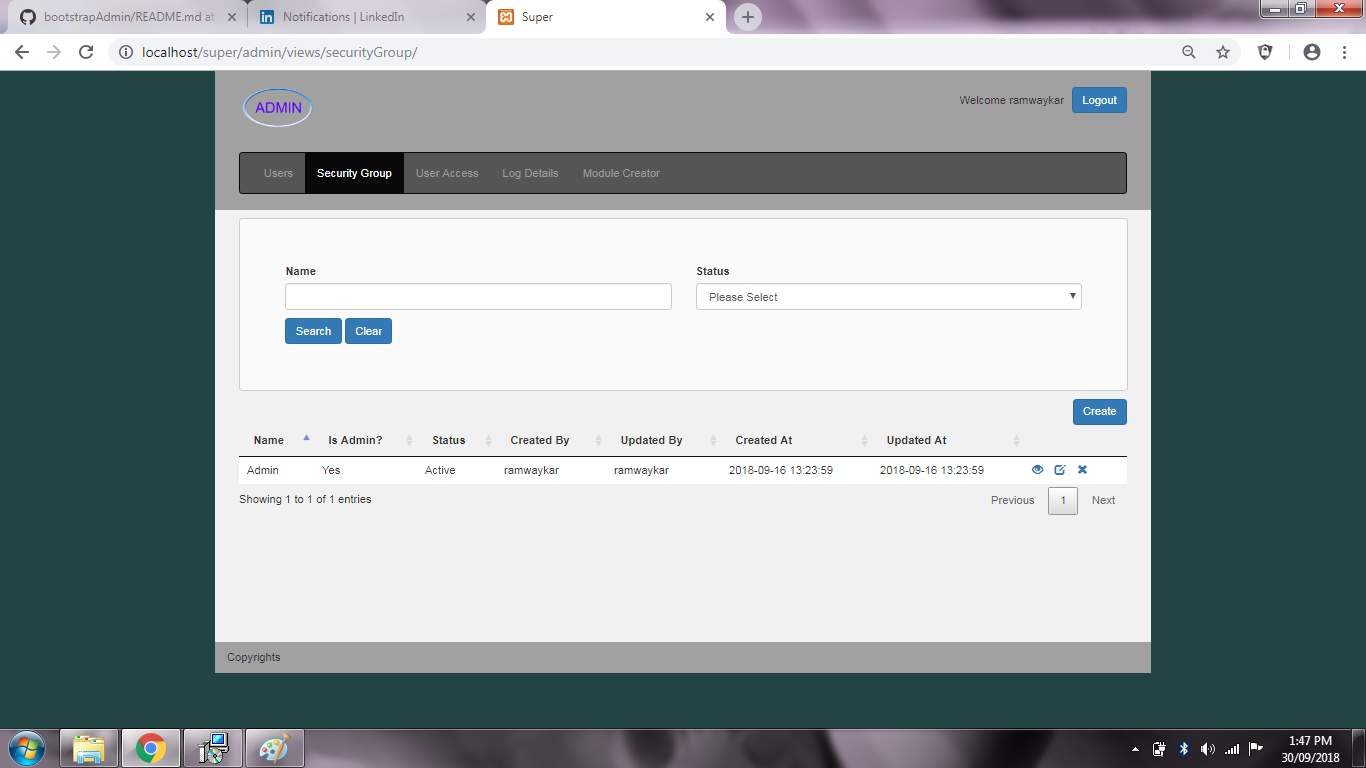 bootstrapAdmin/README.md at
Notifications | LinkedIn
Super
localhost/super/admin/views/securityGroup/
ADMIN
Welcome ramwaykar Logout
Users Security Group User Access Log Details Module Creator
Name Status
Please Select
Search Clear
Create
Name Is Admin? Status Created By Updated By Created At Updated At
Admin Yes Active ramwaykar ramwaykar 2018-09-16 13:23:59 2018-09-16 13:23:59
Showing 1 to 1 of 1 entries Previous 1 Next
Copyrights
1:47 PM
30/09/2018